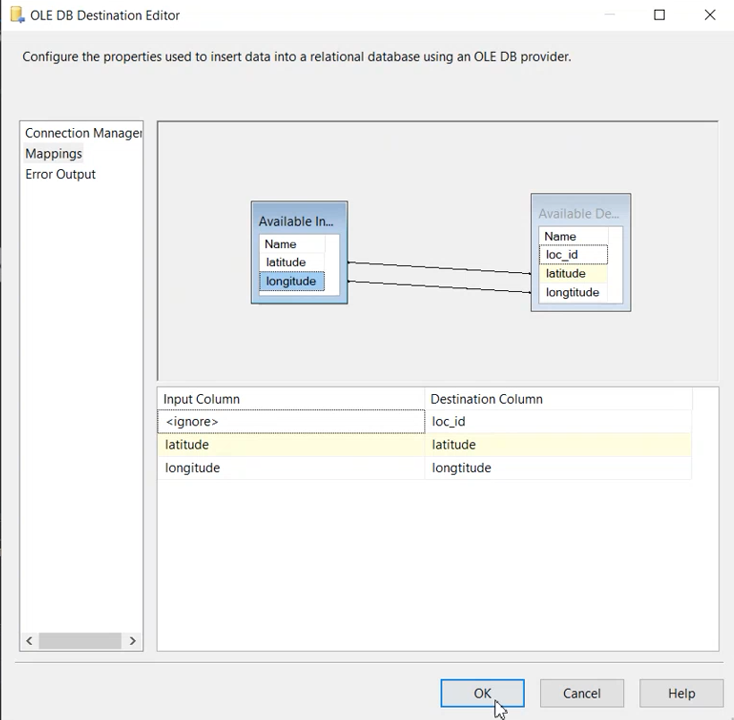 OLE DB Destination Editor
Configure the properties used to insert data into a relational database using an OLE DB provider.
Connection Manager
Mappings
Error Output
Available In...
Name
latitude
longitude
Available De...
Name
loc_id
latitude
longtitude
Input Column Destination Column
<ignore> loc_id
latitude latitude
longitude longtitude
OK Cancel Help